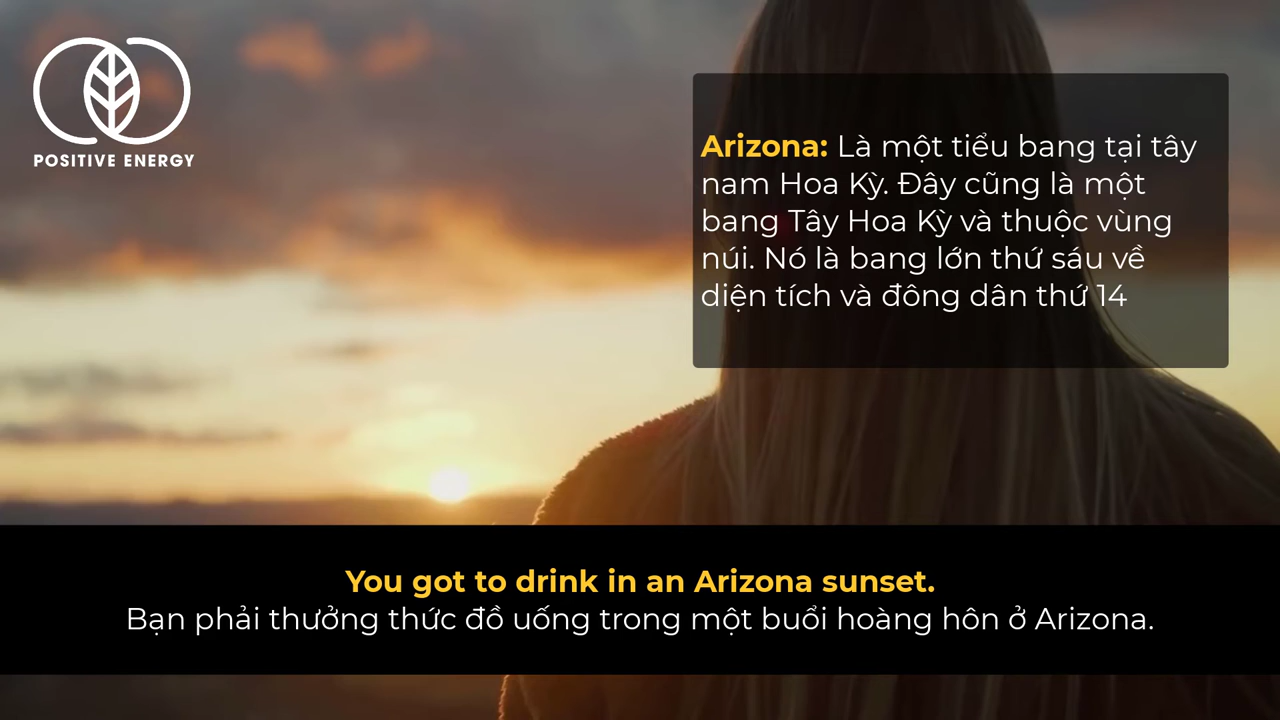 POSITIVE ENERGY
Arizona: Là một tiểu bang tại tây
nam Hoa Kỳ. Đây cũng là một
bang Tây Hoa Kỳ và thuộc vùng
núi. Nó là bang lớn thứ sáu về
diện tích và đông dân thứ 14
You got to drink in an Arizona sunset.
Bạn phải thưởng thức đồ uống trong một buổi hoàng hôn ở Arizona.